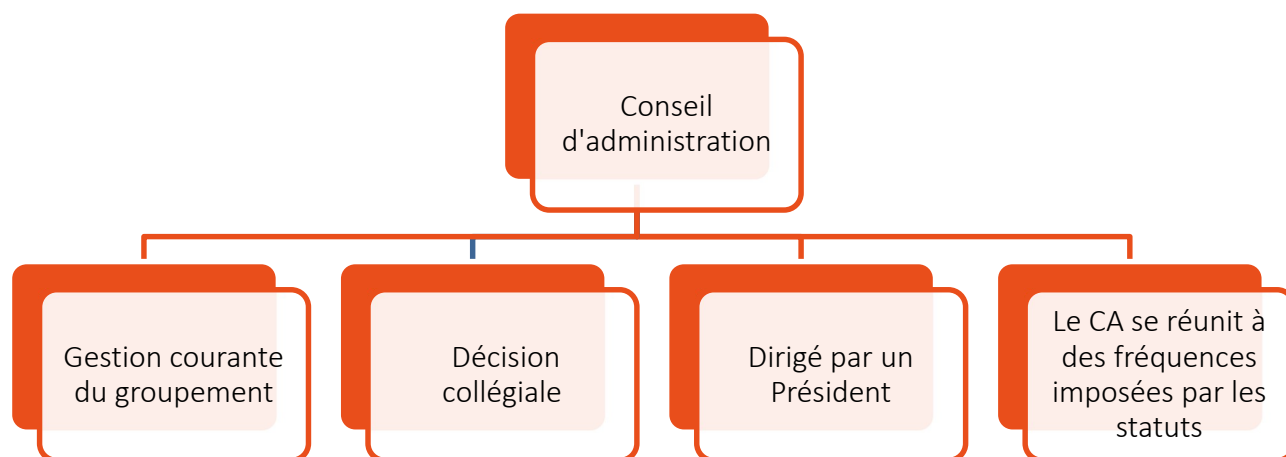 Conseil
d'administration
Gestion courante
du groupement
Décision
collégiale
Dirigé par un
Président
Le CA se réunit à
des fréquences
imposées par les
statuts